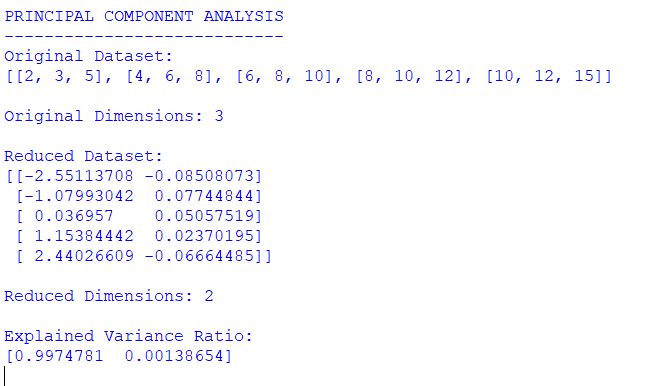 PRINCIPAL COMPONENT ANALYSIS
----------------------------
Original Dataset:
[[2, 3, 5], [4, 6, 8], [6, 8, 10], [8, 10, 12], [10, 12, 15]]

Original Dimensions: 3

Reduced Dataset:
[[-2.55113708 -0.08508073]
 [-1.07993042  0.07744844]
 [ 0.036957    0.05057519]
 [ 1.15384442  0.02370195]
 [ 2.44026609 -0.06664485]]

Reduced Dimensions: 2

Explained Variance Ratio:
[0.9974781  0.00138654]